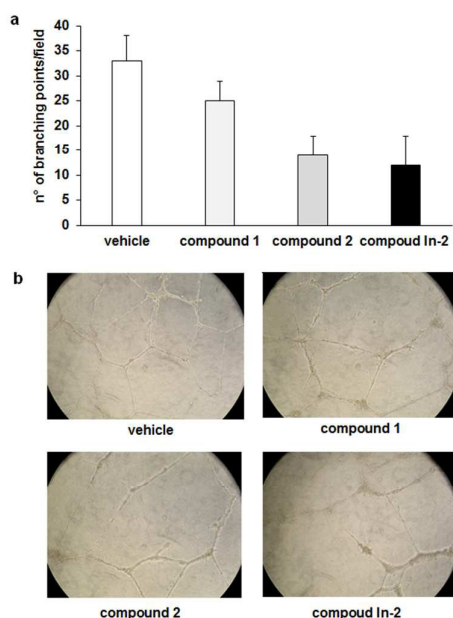 a
n° of branching points/field
40
35
30
25
20
15
10
5
0
vehicle compound 1 compound 2 compoud In-2
b
vehicle compound 1
compound 2 compoud In-2